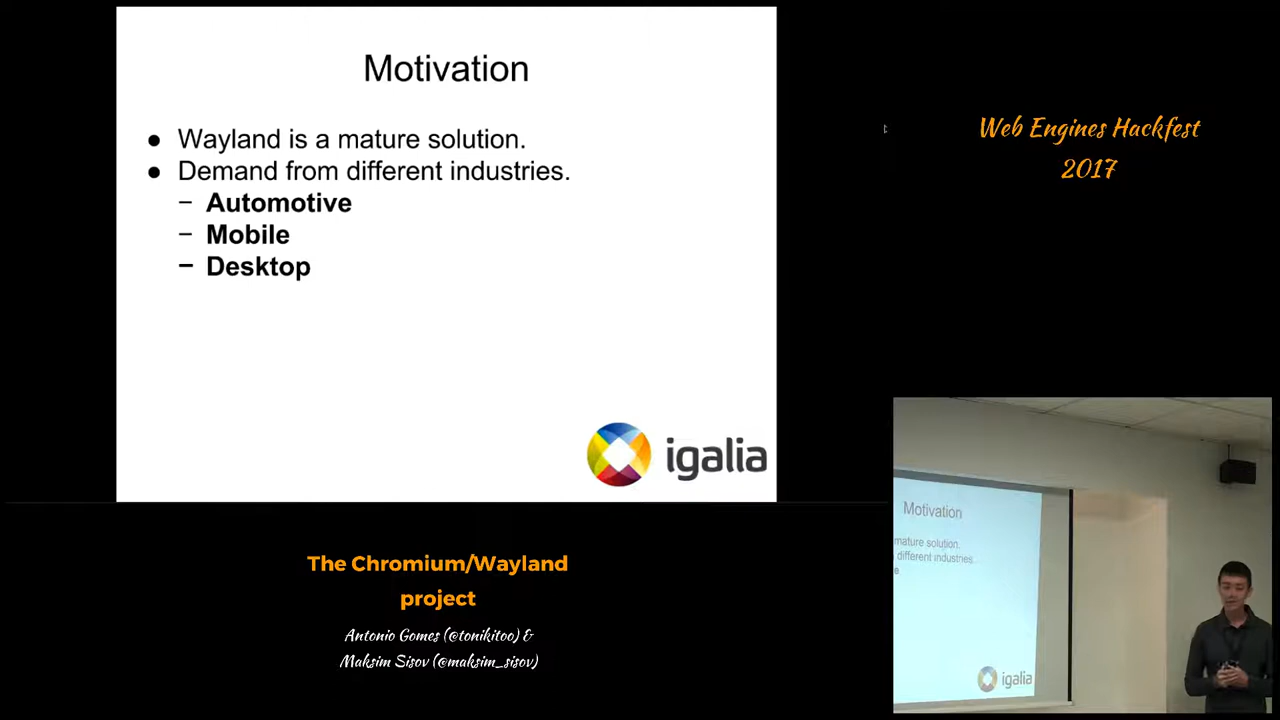 Motivation
● Wayland is a mature solution.
● Demand from different industries.
– Automotive
– Mobile
– Desktop
igalia
Web Engines Hackfest
2017
The Chromium/Wayland
project
Antonio Gomes (@tonikitoo) &
Maksim Sisov (@maksim_sisov)
Motivation
mature solution.
different industries.
igalia